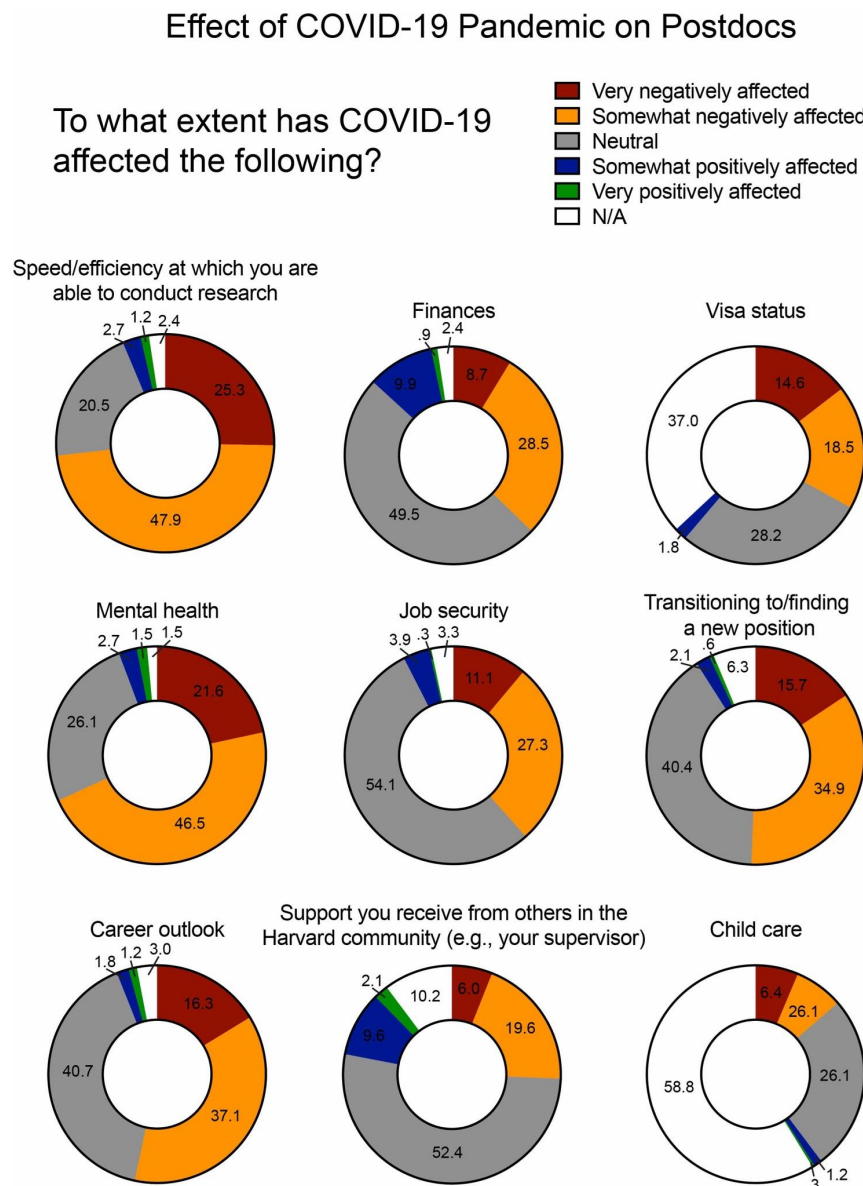 Effect of COVID-19 Pandemic on Postdocs
To what extent has COVID-19
affected the following?
Very negatively affected
Somewhat negatively affected
Neutral
Somewhat positively affected
Very positively affected
N/A
Speed/efficiency at which you are
able to conduct research
2.7
1.2
2.4
25.3
20.5
47.9
Finances
.9
2.4
9.9
8.7
28.5
49.5
Visa status
14.6
37.0
18.5
28.2
1.8
Mental health
2.7
1.5
1.5
21.6
26.1
46.5
Job security
3.9
.3
3.3
11.1
27.3
54.1
Transitioning to/finding
a new position
2.1
.6
6.3
15.7
40.4
34.9
Career outlook
1.8
1.2
3.0
16.3
40.7
37.1
Support you receive from others in the
Harvard community (e.g., your supervisor)
2.1
10.2
6.0
9.6
19.6
52.4
Child care
6.4
26.1
26.1
58.8
1.2
.3